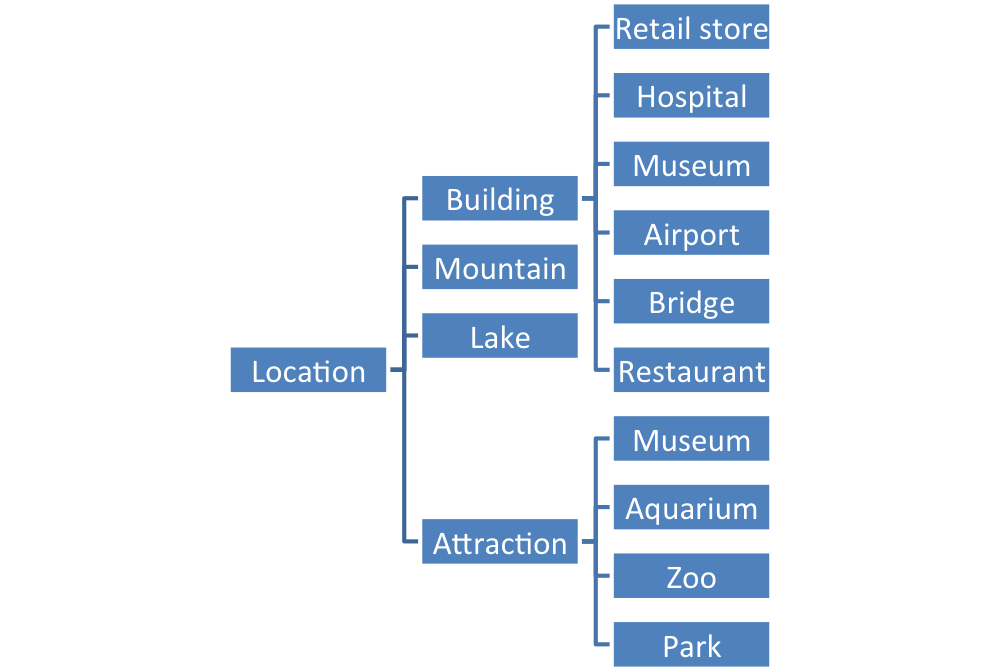 Retail store
Hospital
Museum
Building
Airport
Mountain
Bridge
Lake
Location
Restaurant
Museum
Aquarium
Attraction
Zoo
Park